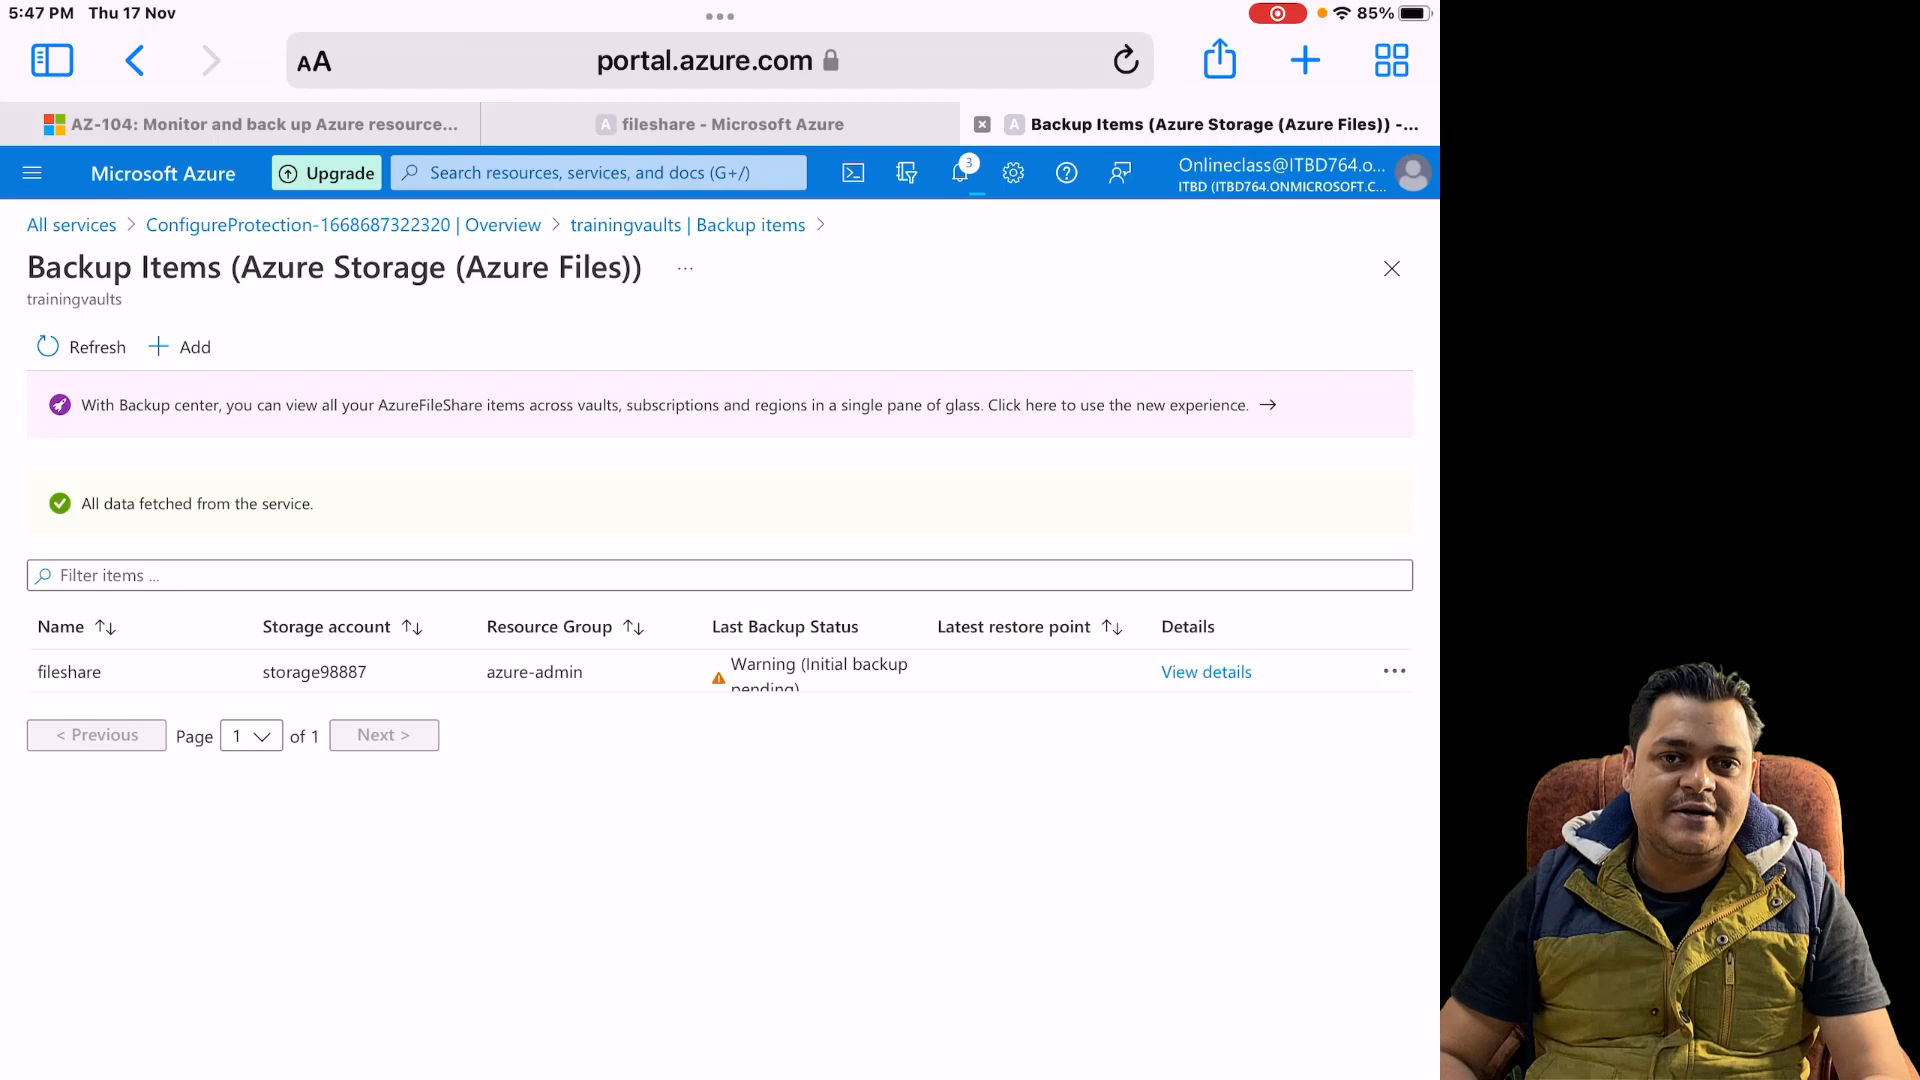 5:47 PM Thu 17 Nov
85%
AA portal.azure.com
AZ-104: Monitor and back up Azure resource...
A fileshare - Microsoft Azure
A Backup Items (Azure Storage (Azure Files)) -...
Microsoft Azure
Upgrade
Search resources, services, and docs (G+/)
3
Onlineclass@ITBD764.o...
ITBD (ITBD764.ONMICROSOFT.C...
All services > ConfigureProtection-1668687322320 | Overview > trainingvaults | Backup items >
Backup Items (Azure Storage (Azure Files)) ...
trainingvaults
Refresh + Add
With Backup center, you can view all your AzureFileShare items across vaults, subscriptions and regions in a single pane of glass. Click here to use the new experience. →
All data fetched from the service.
Filter items ...
Name ↑↓ Storage account ↑↓ Resource Group ↑↓ Last Backup Status Latest restore point ↑↓ Details
fileshare storage98887 azure-admin Warning (Initial backup pending) View details ...
< Previous Page 1 of 1 Next >